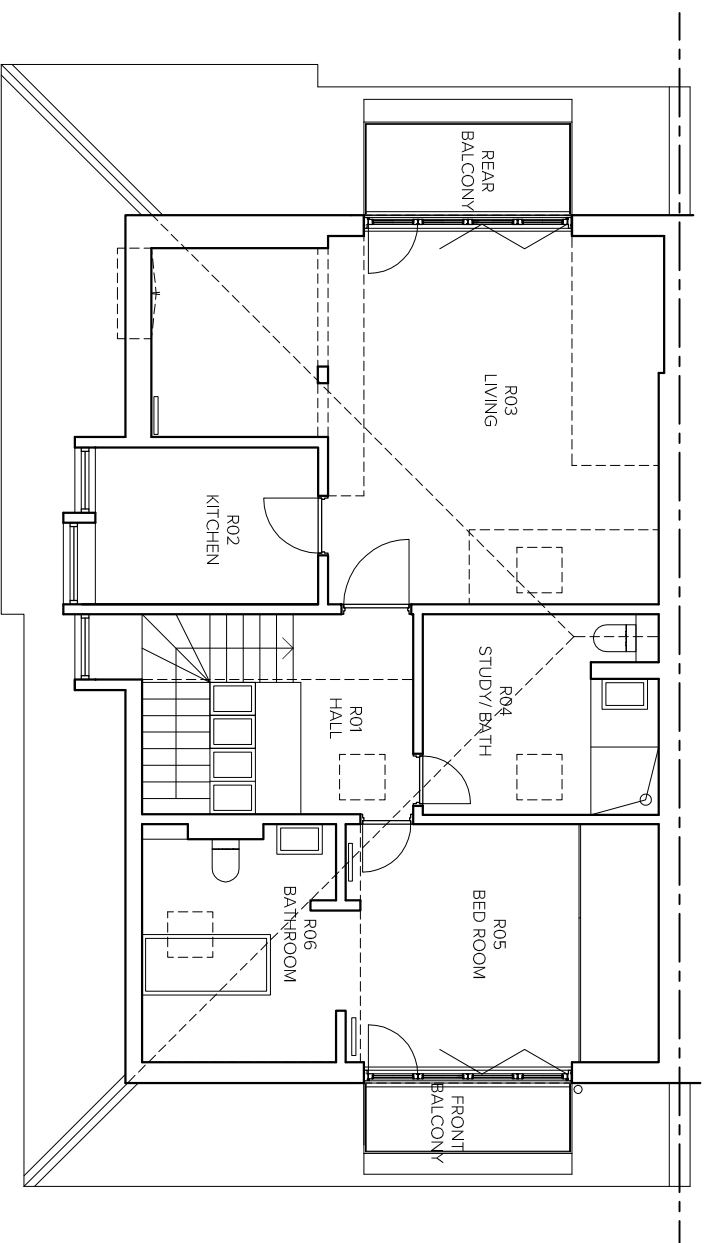 REAR
BALCONY
R03
LIVING
R02
KITCHEN
R04
STUDY/ BATH
R01
HALL
R05
BED ROOM
R06
BATHROOM
FRONT
BALCONY